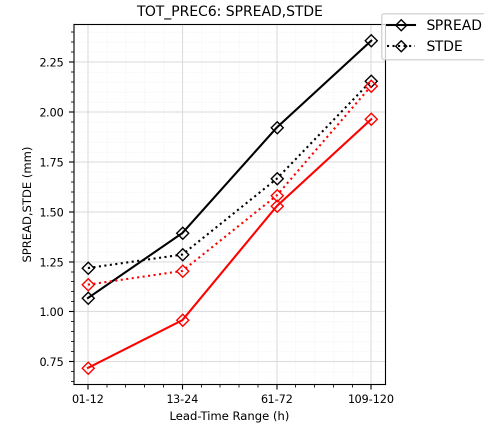 TOT_PREC6: SPREAD,STDE
SPREAD
STDE
2.25
2.00
1.75
1.50
1.25
1.00
0.75
SPREAD,STDE (mm)
01-12 13-24 61-72 109-120
Lead-Time Range (h)